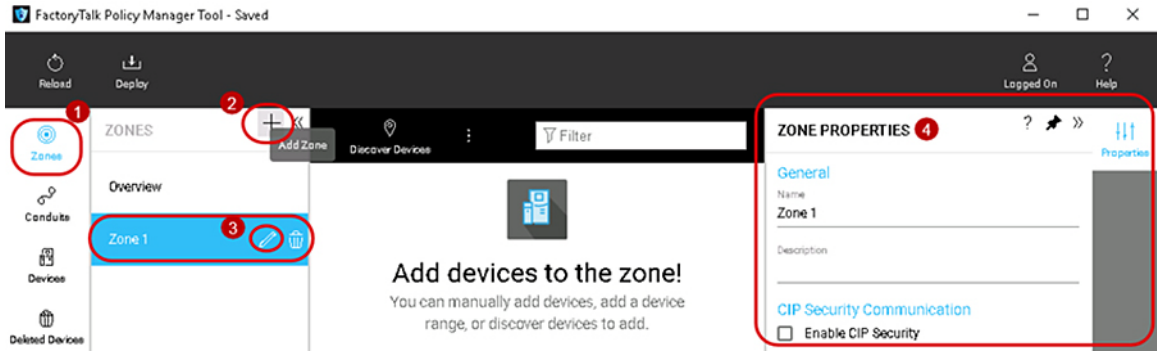 FactoryTalk Policy Manager Tool - Saved
Reload
Deploy
Logged On
Help
1
Zones
Conduits
Devices
Deleted Devices
ZONES
2
Add Zone
Overview
Zone 1
3
Discover Devices
Filter
Add devices to the zone!
You can manually add devices, add a device
range, or discover devices to add.
ZONE PROPERTIES 4
?
Properties
General
Name
Zone 1
Description
CIP Security Communication
Enable CIP Security